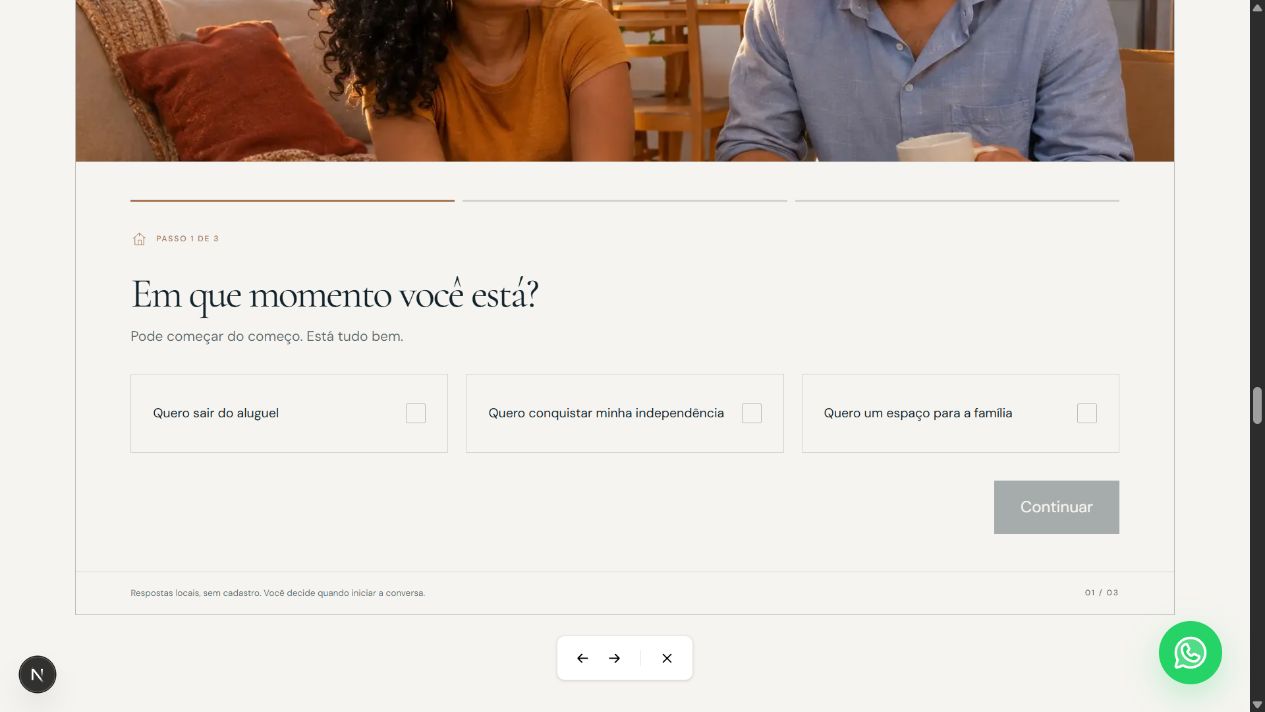 PASSO 1 DE 3
Em que momento você está?
Pode começar do começo. Está tudo bem.
Quero sair do aluguel
Quero conquistar minha independência
Quero um espaço para a família
Continuar
Respostas locais, sem cadastro. Você decide quando iniciar a conversa.
01 / 03
N